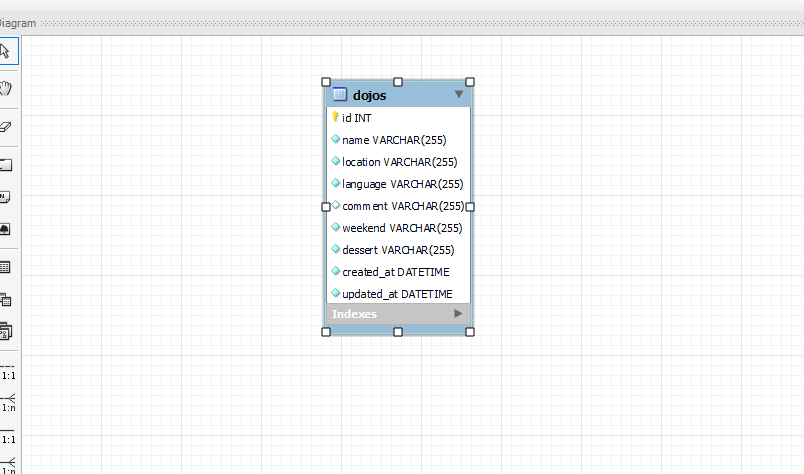 Diagram
dojos
id INT
name VARCHAR(255)
location VARCHAR(255)
language VARCHAR(255)
comment VARCHAR(255)
weekend VARCHAR(255)
dessert VARCHAR(255)
created_at DATETIME
updated_at DATETIME
Indexes
1:1
1:n
1:1
1:n